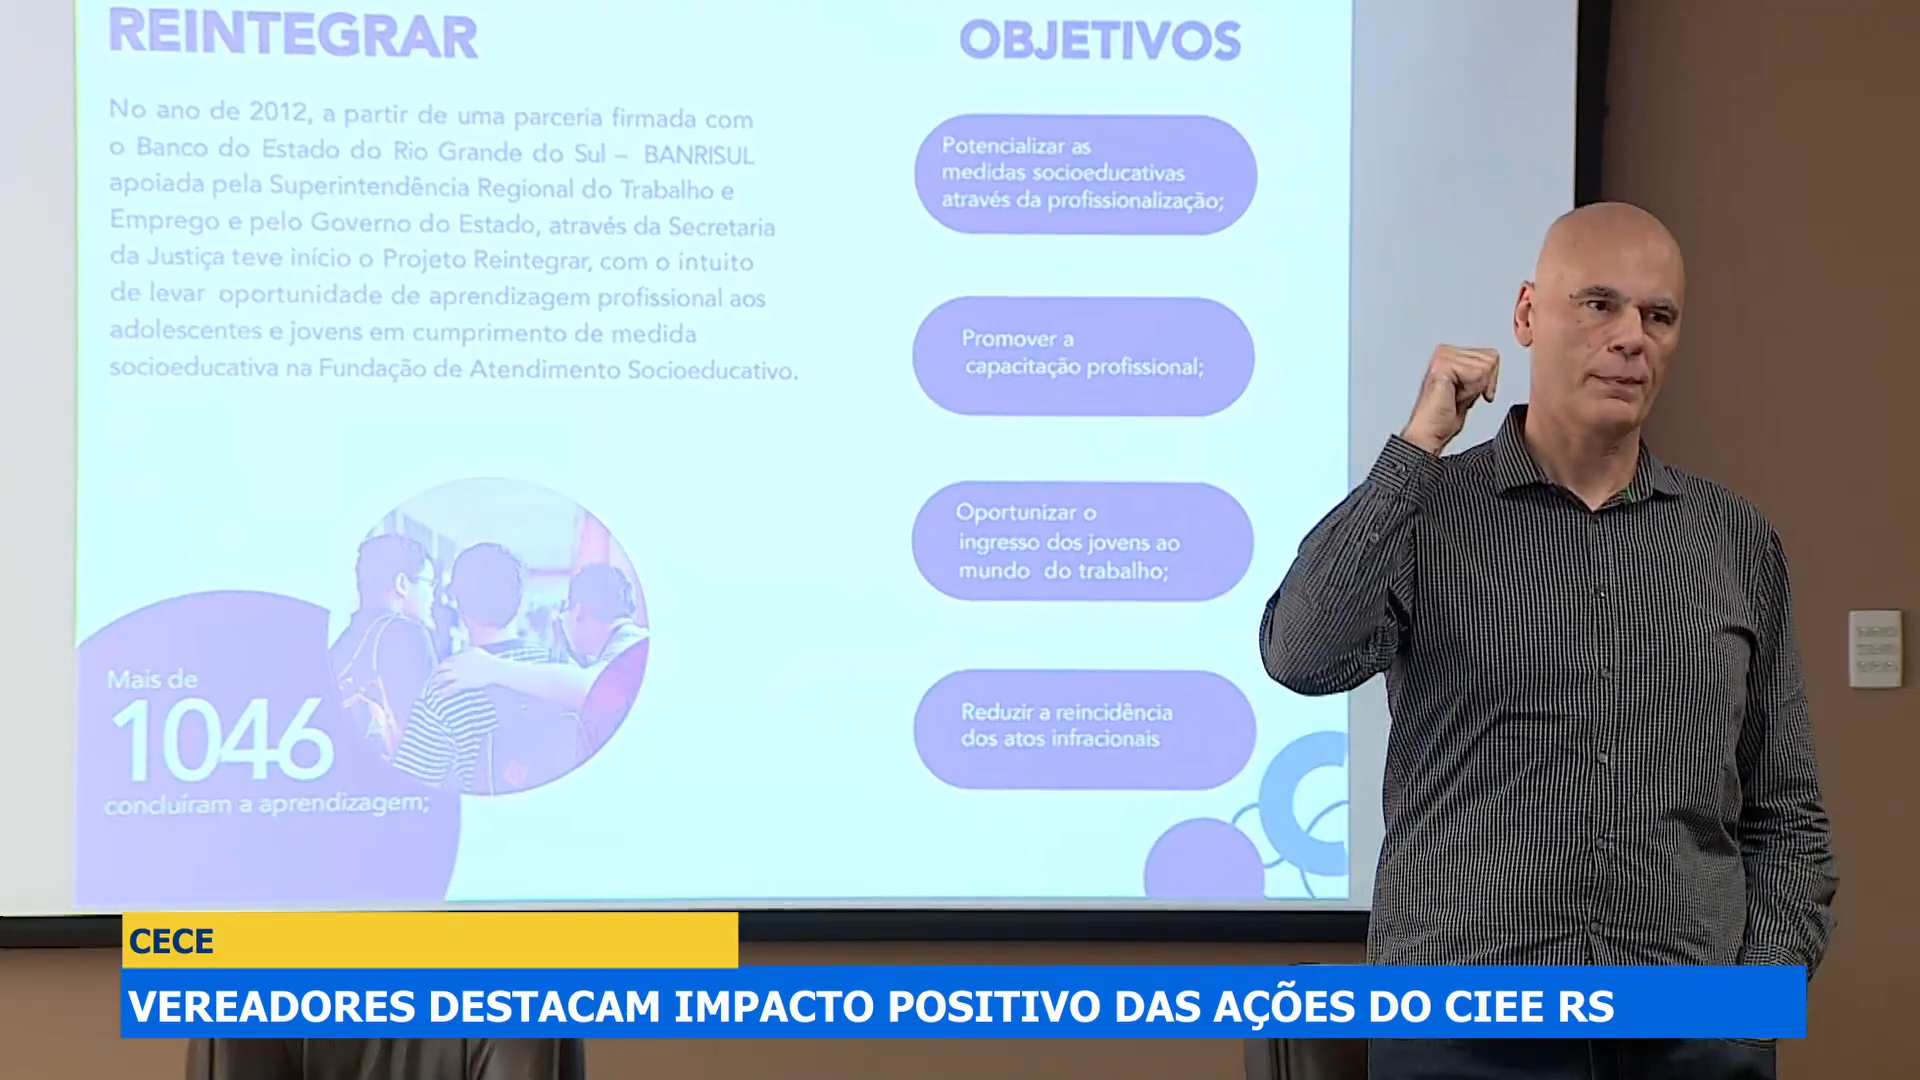 REINTEGRAR
No ano de 2012, a partir de uma parceria firmada com
o Banco do Estado do Rio Grande do Sul – BANRISUL
apoiada pela Superintendência Regional do Trabalho e
Emprego e pelo Governo do Estado, através da Secretaria
da Justiça teve início o Projeto Reintegrar, com o intuito
de levar oportunidade de aprendizagem profissional aos
adolescentes e jovens em cumprimento de medida
socioeducativa na Fundação de Atendimento Socioeducativo.
Mais de
1046
concluíram a aprendizagem;
OBJETIVOS
Potencializar as
medidas socioeducativas
através da profissionalização;
Promover a
capacitação profissional;
Oportunizar o
ingresso dos jovens ao
mundo do trabalho;
Reduzir a reincidência
dos atos infracionais
CECE
VEREADORES DESTACAM IMPACTO POSITIVO DAS AÇÕES DO CIEE RS